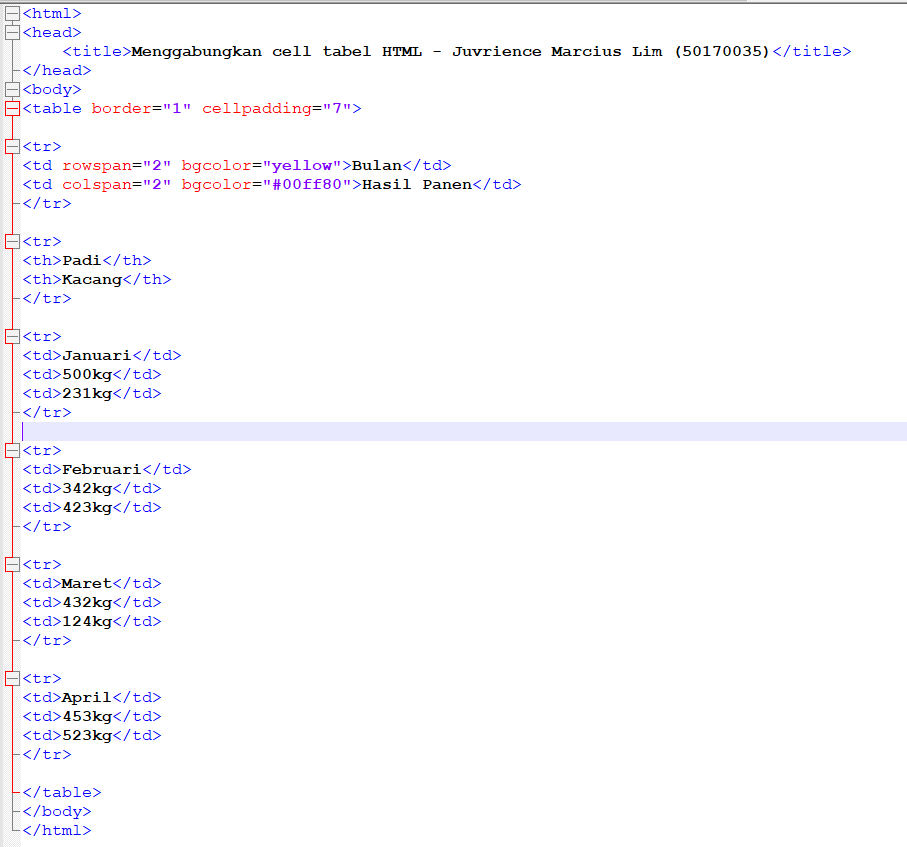 <html>
<head>
<title>Menggabungkan cell tabel HTML - Juvrience Marcius Lim (50170035)</title>
</head>
<body>
<table border="1" cellpadding="7">
<tr>
<td rowspan="2" bgcolor="yellow">Bulan</td>
<td colspan="2" bgcolor="#00ff80">Hasil Panen</td>
</tr>
<tr>
<th>Padi</th>
<th>Kacang</th>
</tr>
<tr>
<td>Januari</td>
<td>500kg</td>
<td>231kg</td>
</tr>
<tr>
<td>Februari</td>
<td>342kg</td>
<td>423kg</td>
</tr>
<tr>
<td>Maret</td>
<td>432kg</td>
<td>124kg</td>
</tr>
<tr>
<td>April</td>
<td>453kg</td>
<td>523kg</td>
</tr>
</table>
</body>
</html>